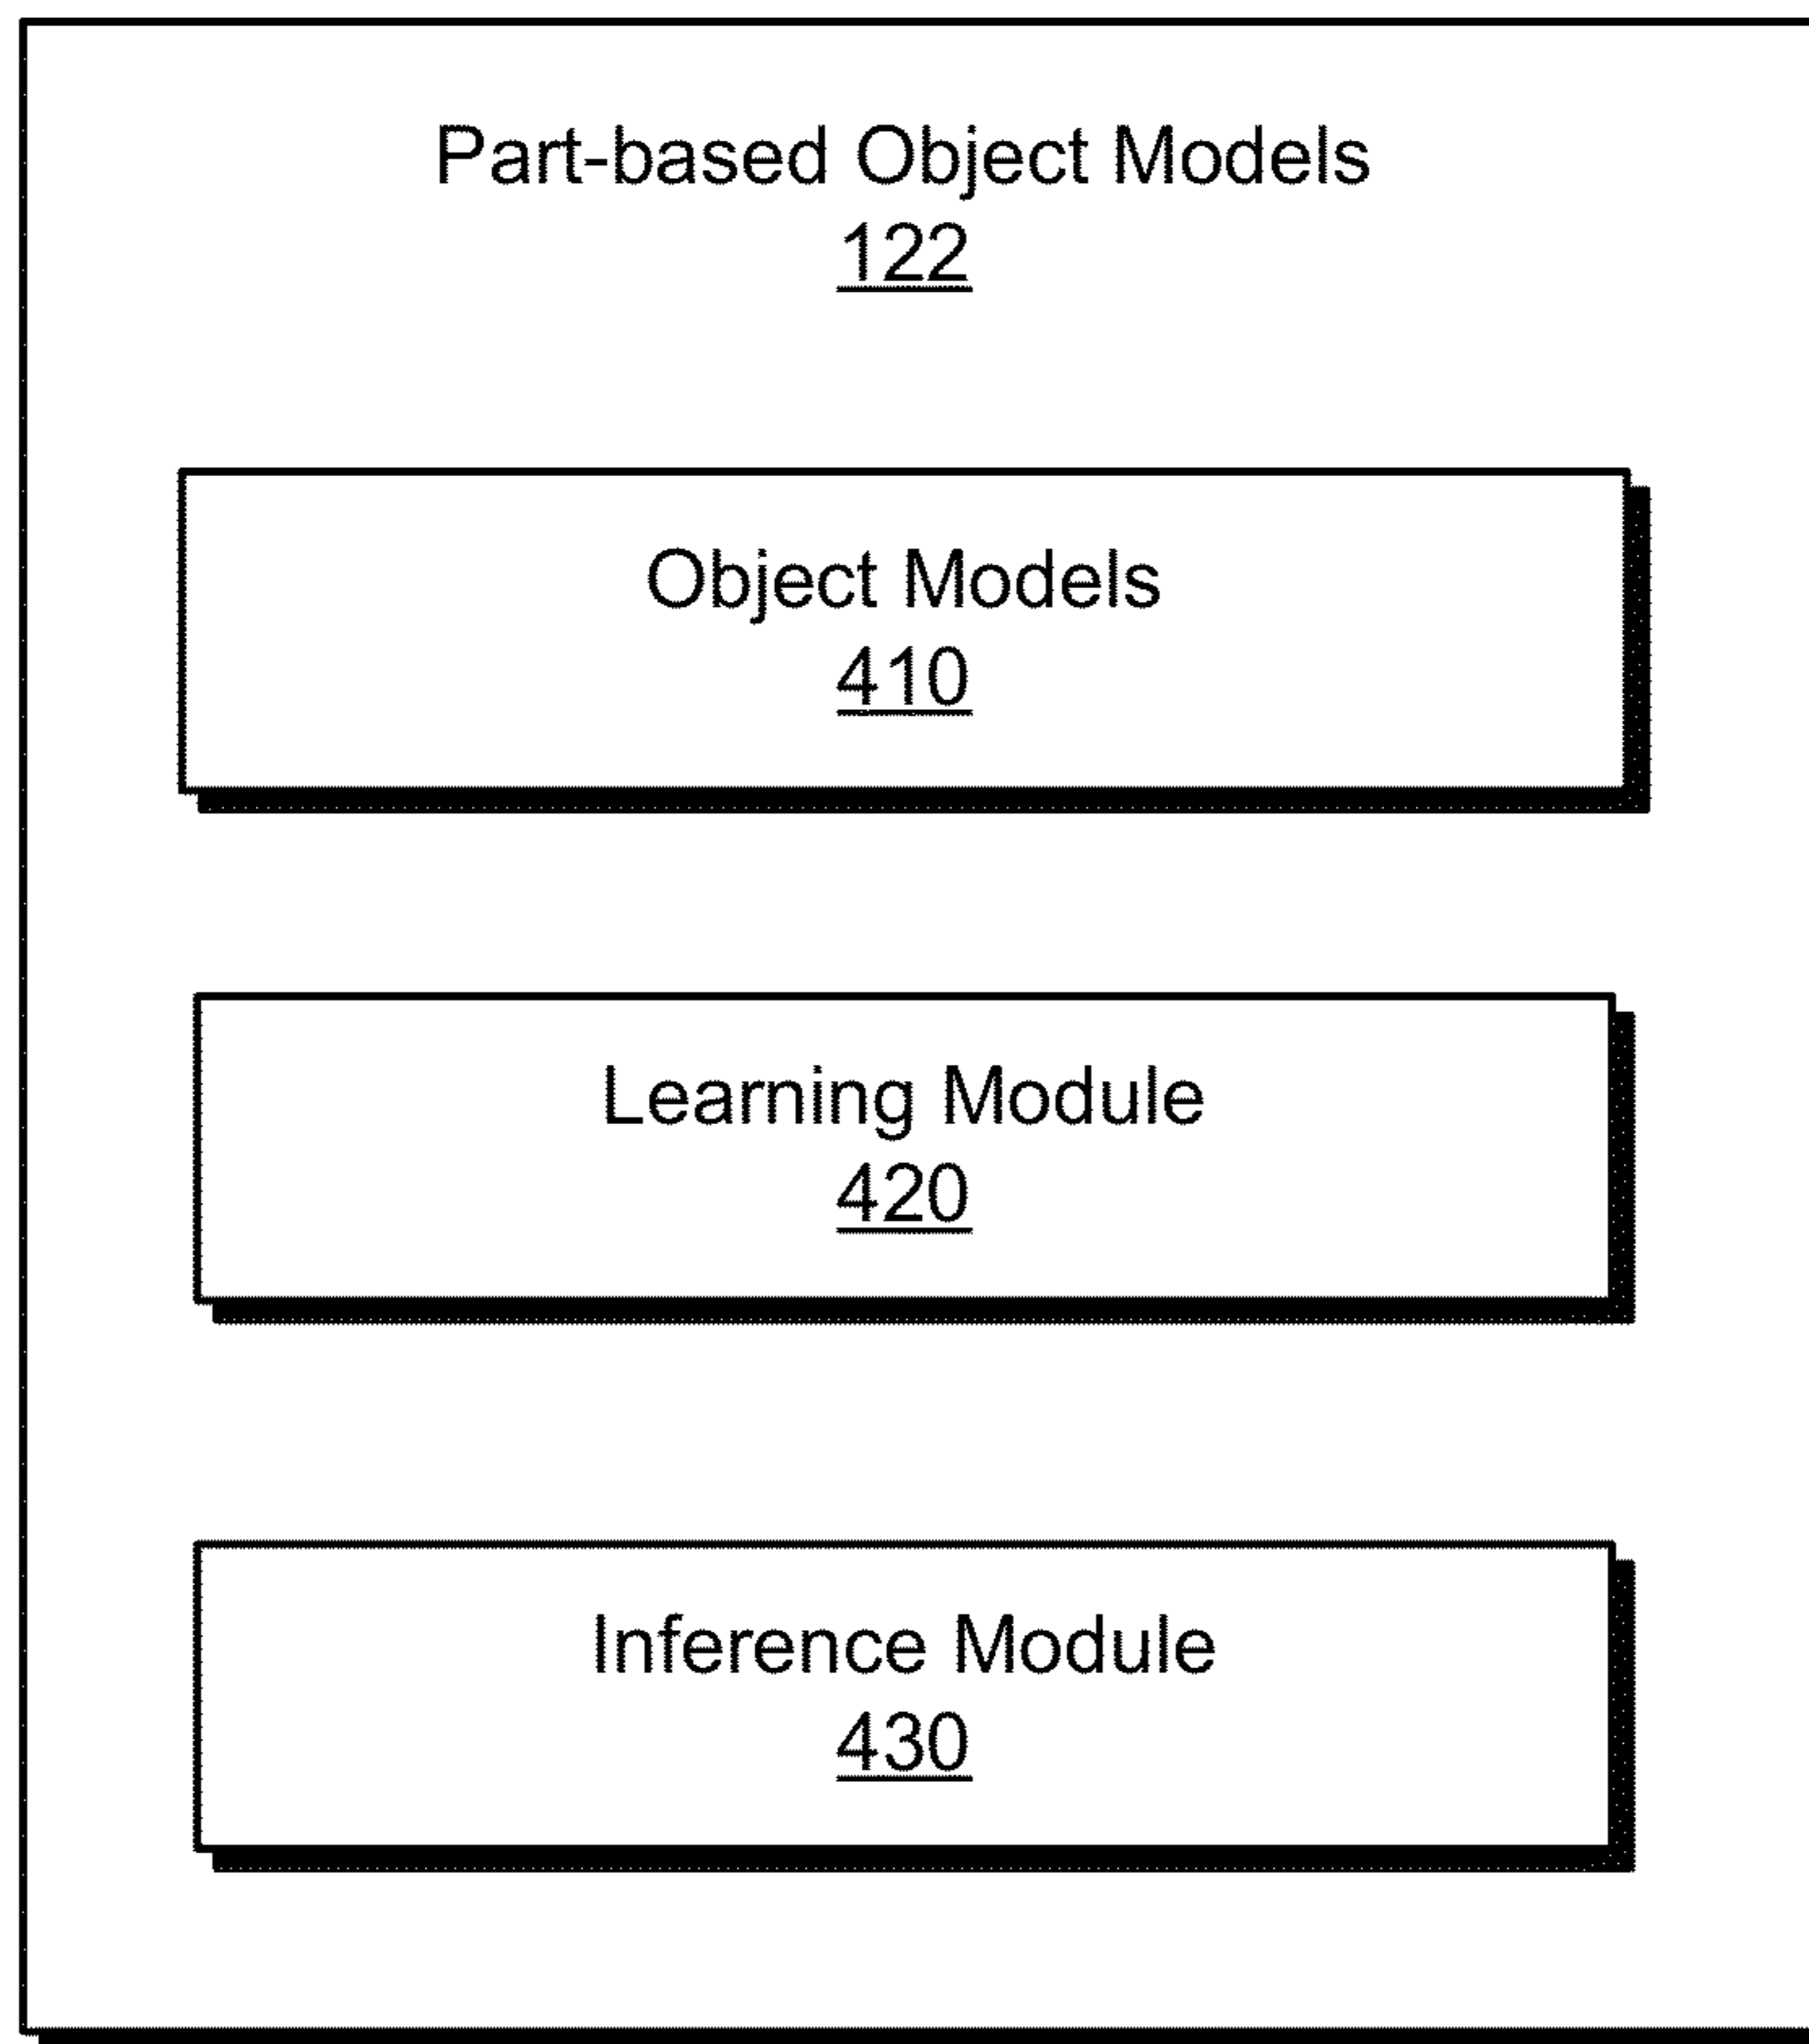 Part-based Object Models
122
Object Models
410
Learning Module
420
Inference Module
430